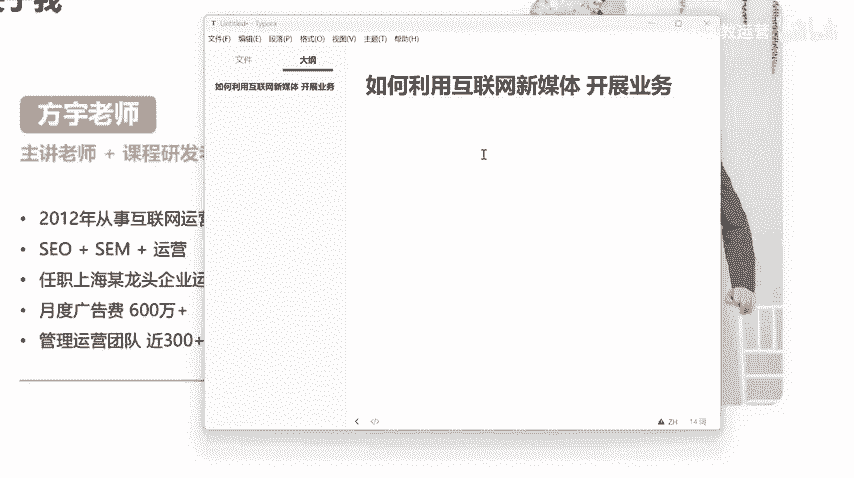 于我
方宇老师
主讲老师 + 课程研发
• 2012年从事互联网运营
• SEO + SEM + 运营
• 任职上海某龙头企业运
• 月度广告费 600万+
• 管理运营团队 近300+
Untitled• - Typora
文件(F) 编辑(E) 段落(P) 格式(O) 视图(V) 主题(T) 帮助(H)
文件 大纲
如何利用互联网新媒体 开展业务
如何利用互联网新媒体 开展业务
ZH 14 词
教运营